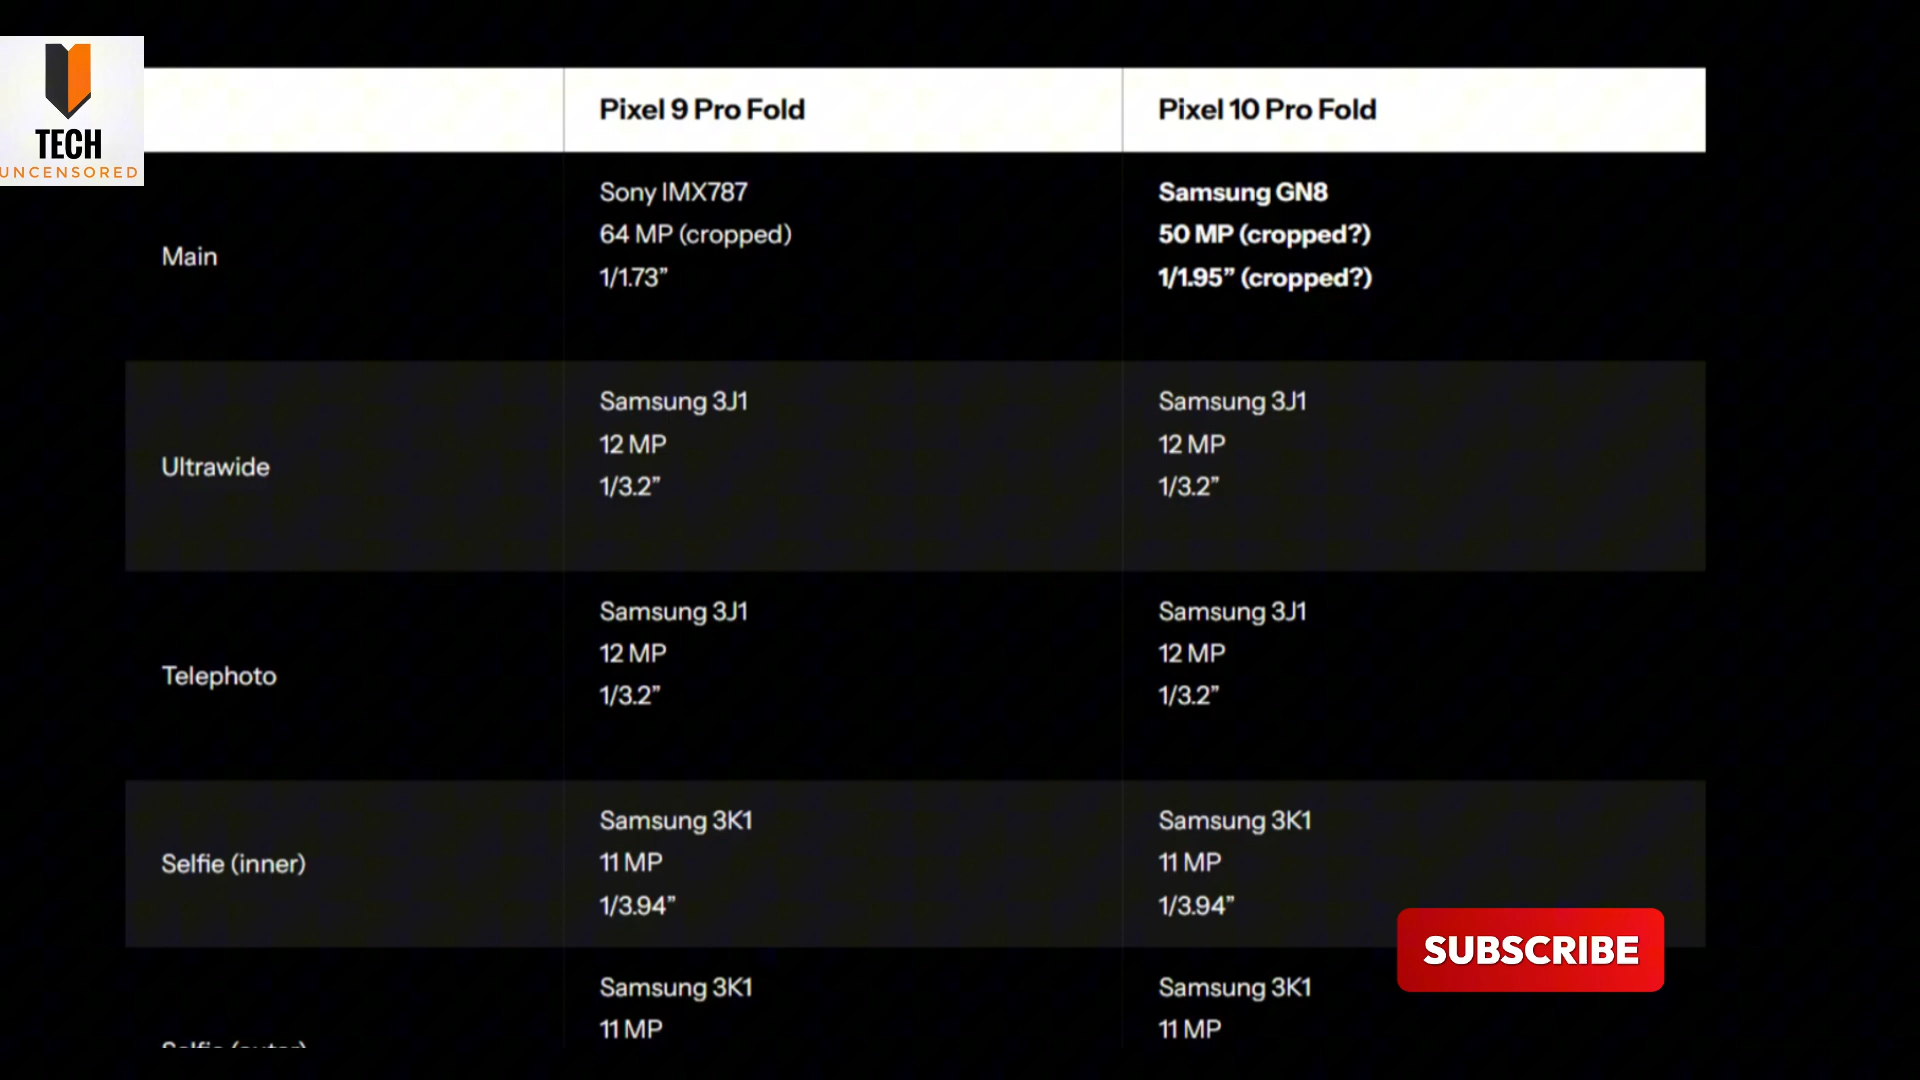 TECH
UNCENSORED
Pixel 9 Pro Fold
Pixel 10 Pro Fold
Main
Sony IMX787
64 MP (cropped)
1/1.73”
Samsung GN8
50 MP (cropped?)
1/1.95” (cropped?)
Ultrawide
Samsung 3J1
12 MP
1/3.2”
Samsung 3J1
12 MP
1/3.2”
Telephoto
Samsung 3J1
12 MP
1/3.2”
Samsung 3J1
12 MP
1/3.2”
Selfie (inner)
Samsung 3K1
11 MP
1/3.94”
Samsung 3K1
11 MP
1/3.94”
SUBSCRIBE
Selfie (outer)
Samsung 3K1
11 MP
Samsung 3K1
11 MP